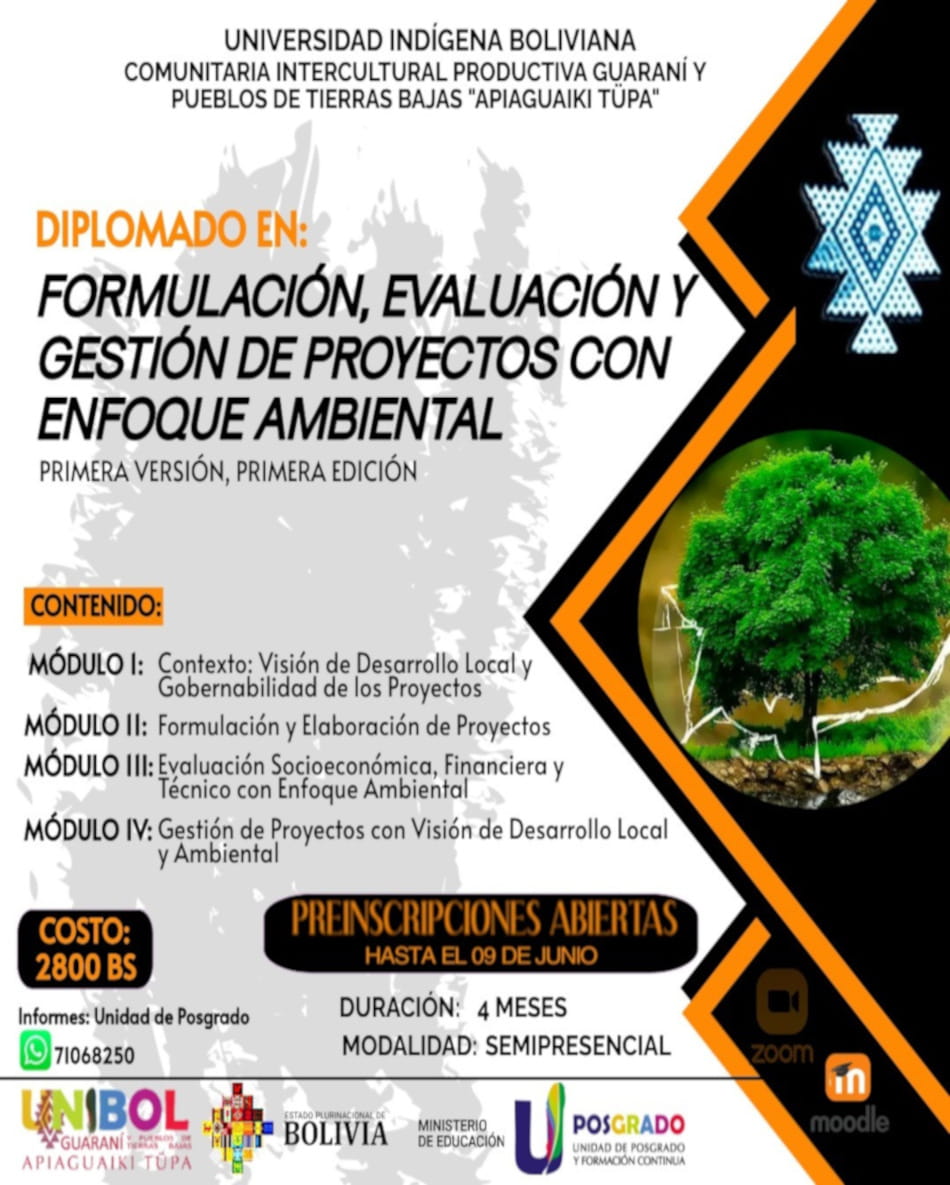 UNIVERSIDAD INDÍGENA BOLIVIANA
COMUNITARIA INTERCULTURAL PRODUCTIVA GUARANÍ Y
PUEBLOS DE TIERRAS BAJAS "APIAGUAIKI TÜPA"
DIPLOMADO EN:
FORMULACIÓN, EVALUACIÓN Y
GESTIÓN DE PROYECTOS CON
ENFOQUE AMBIENTAL
PRIMERA VERSIÓN, PRIMERA EDICIÓN
CONTENIDO:
MÓDULO I: Contexto: Visión de Desarrollo Local y
Gobernabilidad de los Proyectos
MÓDULO II: Formulación y Elaboración de Proyectos
MÓDULO III: Evaluación Socioeconómica, Financiera y
Técnico con Enfoque Ambiental
MÓDULO IV: Gestión de Proyectos con Visión de Desarrollo Local
y Ambiental
COSTO:
2800 BS
PREINSCRIPCIONES ABIERTAS
HASTA EL 09 DE JUNIO
Informes: Unidad de Posgrado
71068250
DURACIÓN: 4 MESES
MODALIDAD: SEMIPRESENCIAL
zoom
m
moodle
UNIBOL
GUARANÍ Y PUEBLOS DE
TIERRAS BAJAS
APIAGUAIKI TÜPA
ESTADO PLURINACIONAL DE
BOLIVIA
MINISTERIO
DE EDUCACIÓN
U
POSGRADO
UNIDAD DE POSGRADO
Y FORMACIÓN CONTINUA